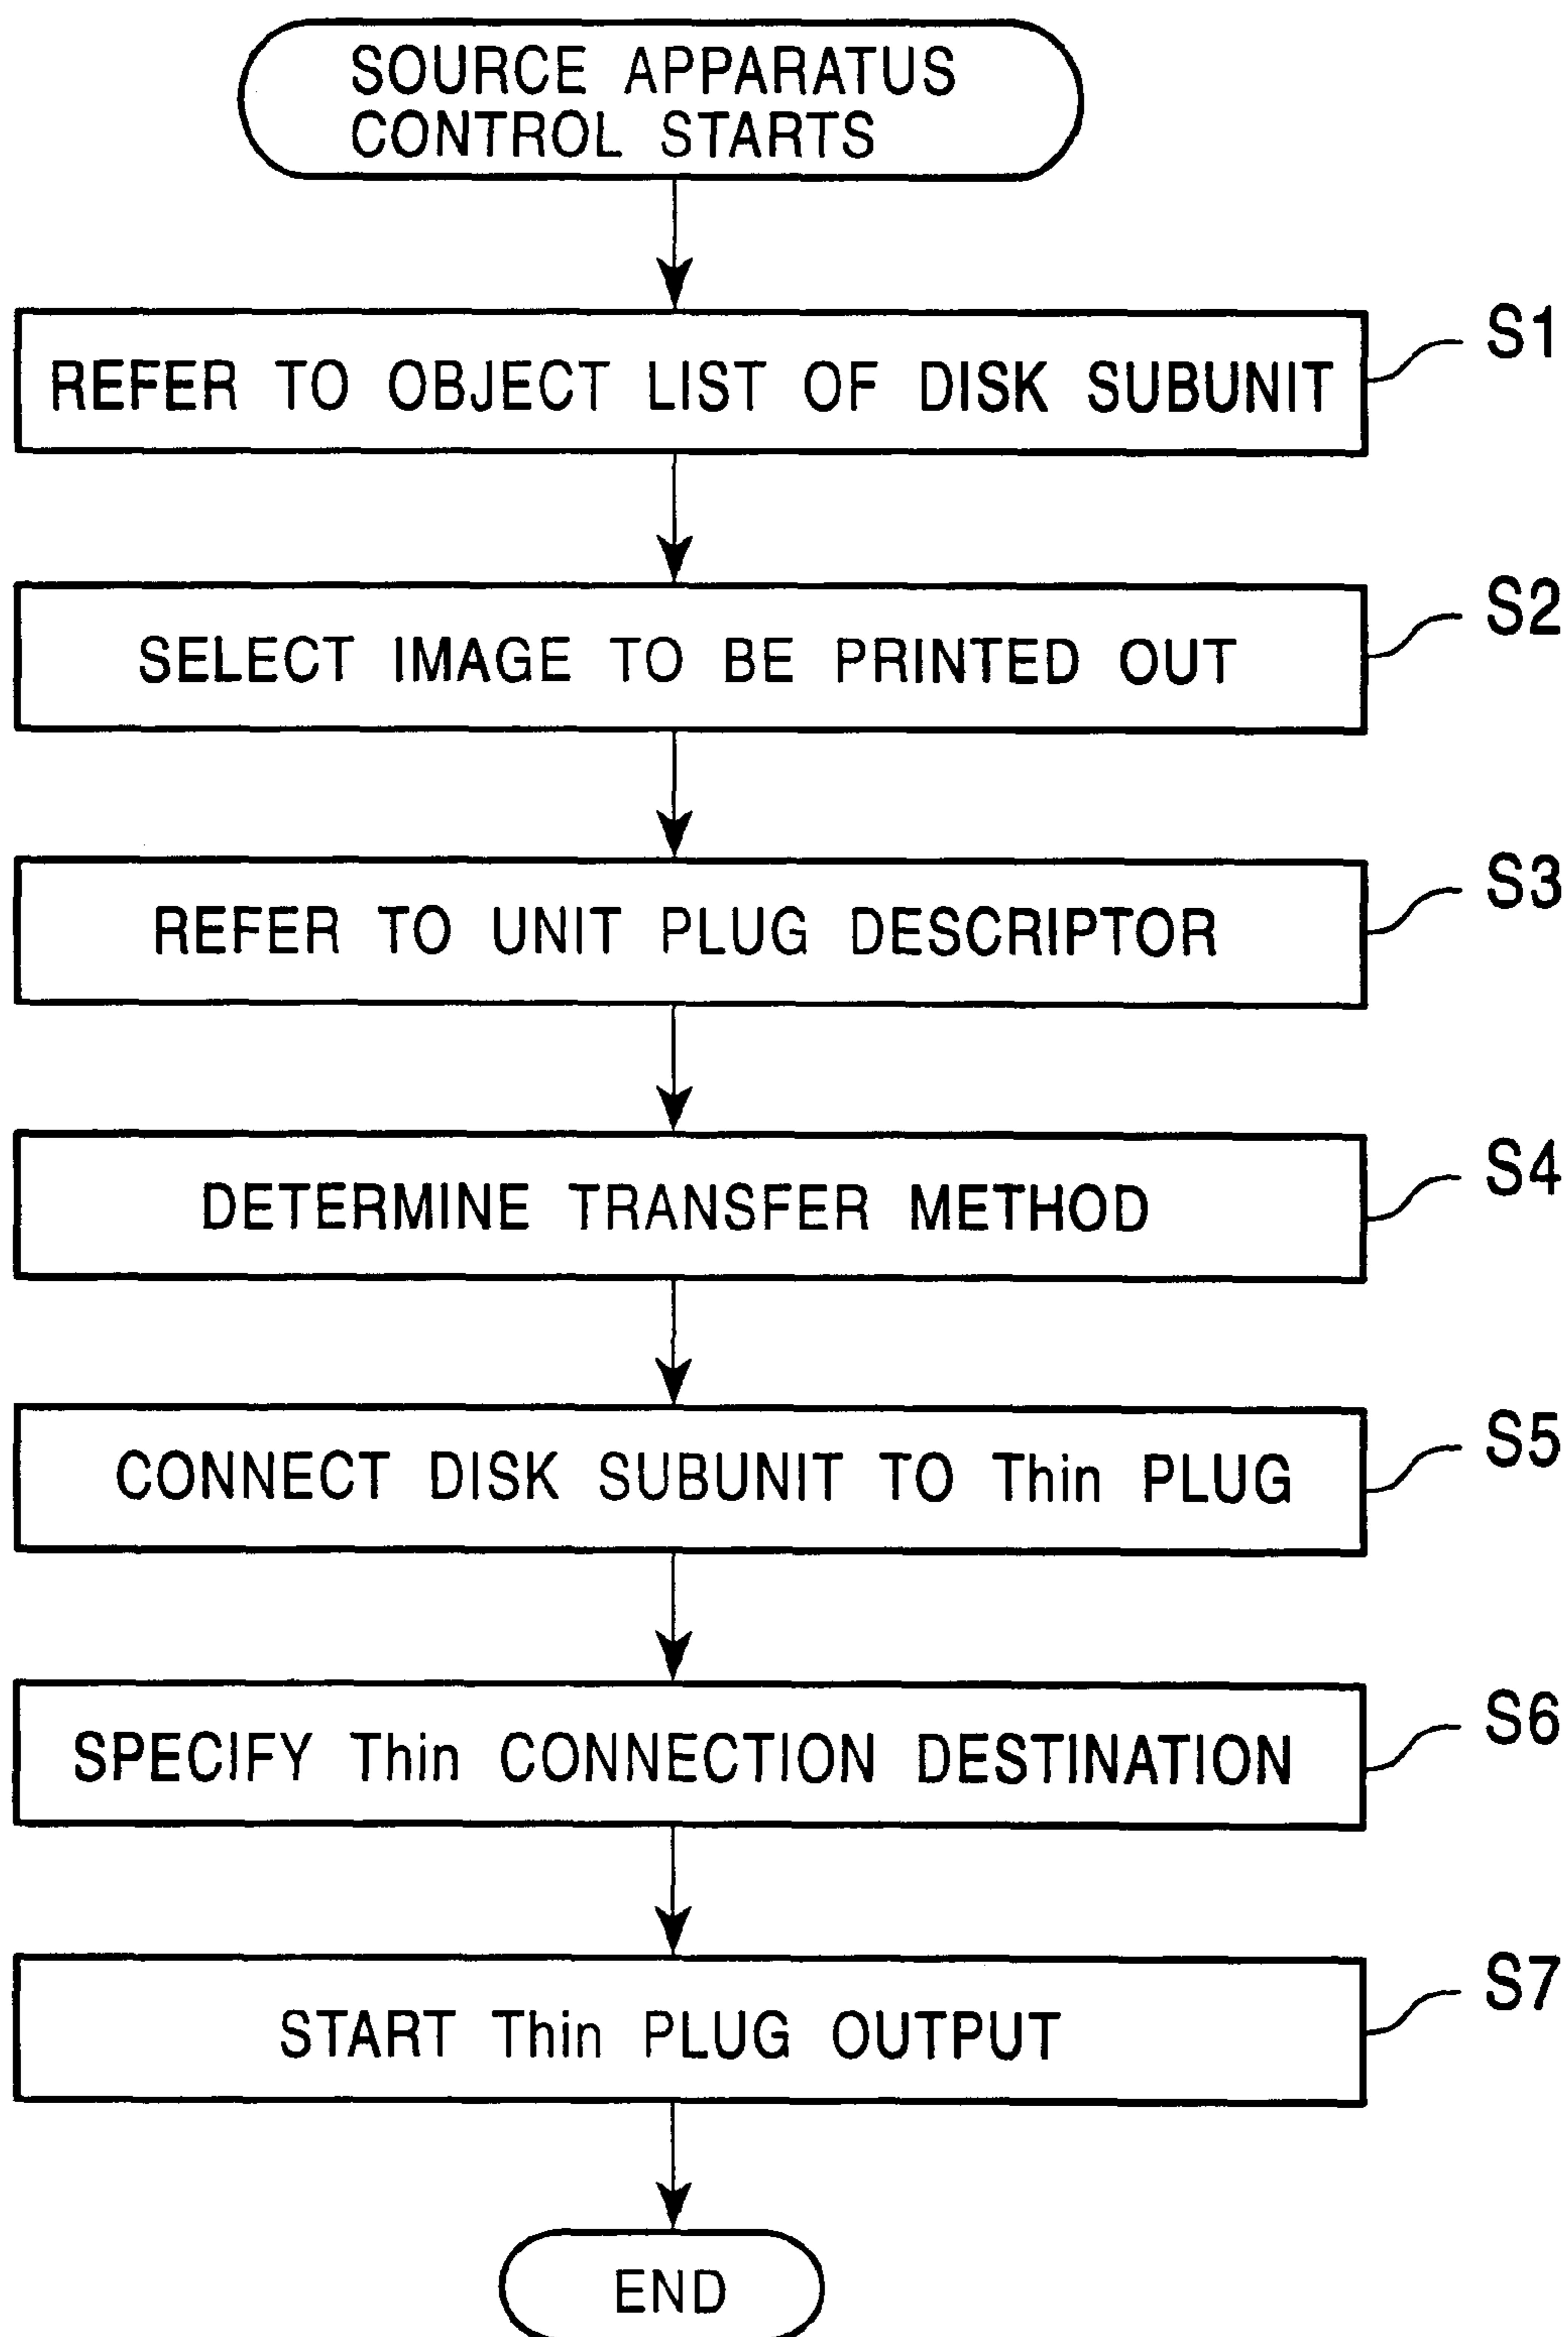 SOURCE APPARATUS
CONTROL STARTS
REFER TO OBJECT LIST OF DISK SUBUNIT
S1
SELECT IMAGE TO BE PRINTED OUT
S2
REFER TO UNIT PLUG DESCRIPTOR
S3
DETERMINE TRANSFER METHOD
S4
CONNECT DISK SUBUNIT TO Thin PLUG
S5
SPECIFY Thin CONNECTION DESTINATION
S6
START Thin PLUG OUTPUT
S7
END